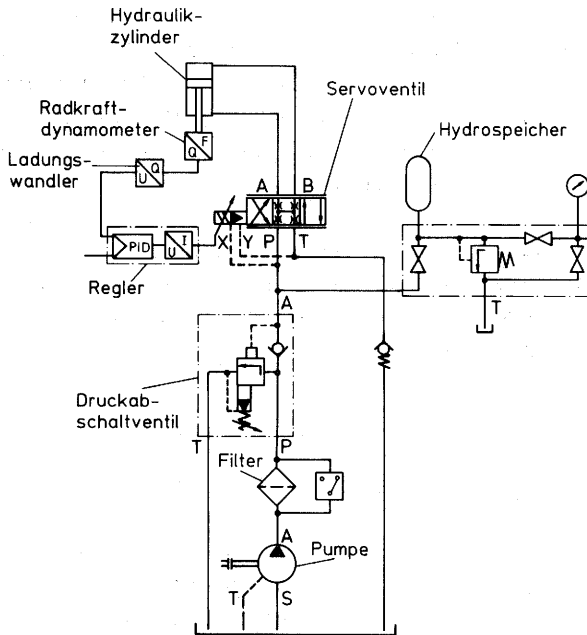 Hydraulik-
zylinder
Servoventil
Radkraft-
dynamometer
Hydrospeicher
F
Q
Ladungs-
wandler
Q
U
A B
PID
I
U
X Y P T
Regler
A
T
Druckab-
schaltventil
T P
Filter
A
Pumpe
T S